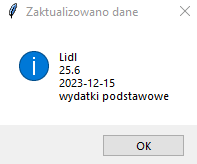 Zaktualizowano dane
Lidl
25.6
2023-12-15
wydatki podstawowe
OK